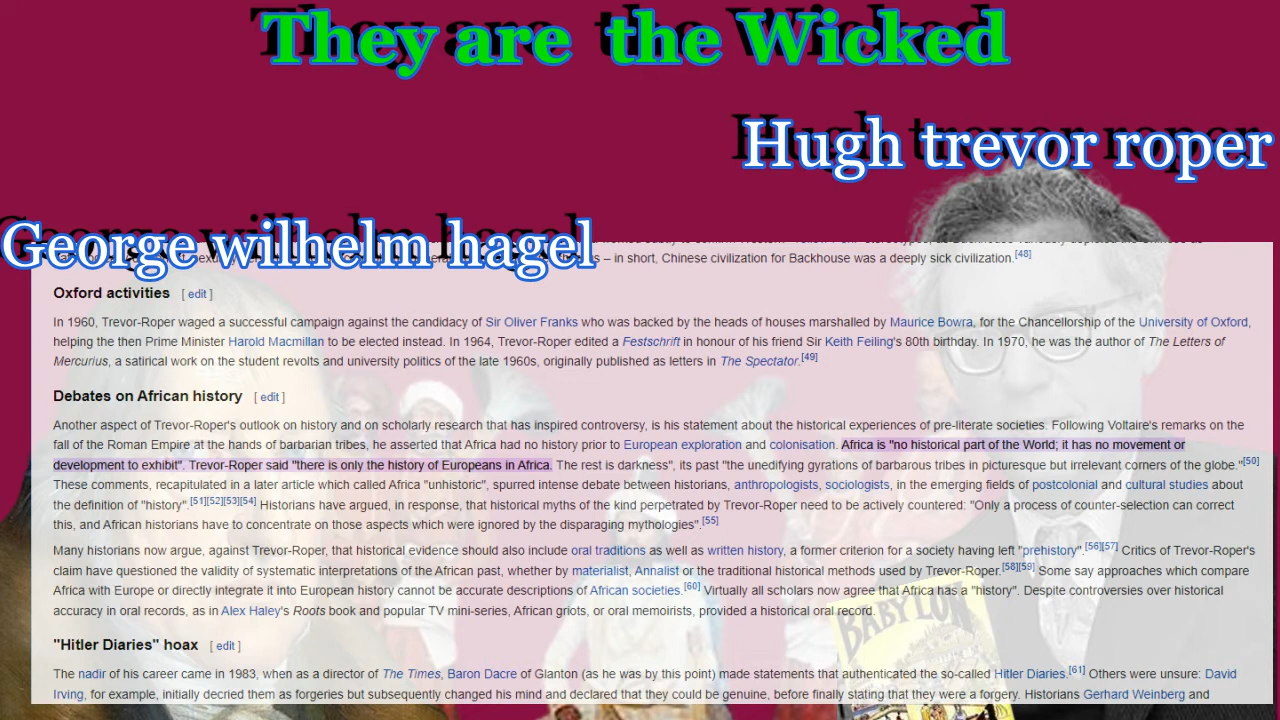 They are the Wicked
Hugh trevor roper
George wilhelm hagel
– in short, Chinese civilization for Backhouse was a deeply sick civilization.[48]
Oxford activities [ edit ]
In 1960, Trevor-Roper waged a successful campaign against the candidacy of Sir Oliver Franks who was backed by the heads of houses marshalled by Maurice Bowra, for the Chancellorship of the University of Oxford,
helping the then Prime Minister Harold Macmillan to be elected instead. In 1964, Trevor-Roper edited a Festschrift in honour of his friend Sir Keith Feiling's 80th birthday. In 1970, he was the author of The Letters of
Mercurius, a satirical work on the student revolts and university politics of the late 1960s, originally published as letters in The Spectator.[49]
Debates on African history [ edit ]
Another aspect of Trevor-Roper's outlook on history and on scholarly research that has inspired controversy, is his statement about the historical experiences of pre-literate societies. Following Voltaire's remarks on the
fall of the Roman Empire at the hands of barbarian tribes, he asserted that Africa had no history prior to European exploration and colonisation. Africa is "no historical part of the World; it has no movement or
development to exhibit". Trevor-Roper said "there is only the history of Europeans in Africa. The rest is darkness", its past "the unedifying gyrations of barbarous tribes in picturesque but irrelevant corners of the globe."[50]
These comments, recapitulated in a later article which called Africa "unhistoric", spurred intense debate between historians, anthropologists, sociologists, in the emerging fields of postcolonial and cultural studies about
the definition of "history".[51][52][53][54] Historians have argued, in response, that historical myths of the kind perpetrated by Trevor-Roper need to be actively countered: "Only a process of counter-selection can correct
this, and African historians have to concentrate on those aspects which were ignored by the disparaging mythologies".[55]
Many historians now argue, against Trevor-Roper, that historical evidence should also include oral traditions as well as written history, a former criterion for a society having left "prehistory".[56][57] Critics of Trevor-Roper's
claim have questioned the validity of systematic interpretations of the African past, whether by materialist, Annalist or the traditional historical methods used by Trevor-Roper.[58][59] Some say approaches which compare
Africa with Europe or directly integrate it into European history cannot be accurate descriptions of African societies.[60] Virtually all scholars now agree that Africa has a "history". Despite controversies over historical
accuracy in oral records, as in Alex Haley's Roots book and popular TV mini-series, African griots, or oral memoirists, provided a historical oral record.
BABYLON
"Hitler Diaries" hoax [ edit ]
The nadir of his career came in 1983, when as a director of The Times, Baron Dacre of Glanton (as he was by this point) made statements that authenticated the so-called Hitler Diaries.[61] Others were unsure: David
Irving, for example, initially decried them as forgeries but subsequently changed his mind and declared that they could be genuine, before finally stating that they were a forgery. Historians Gerhard Weinberg and